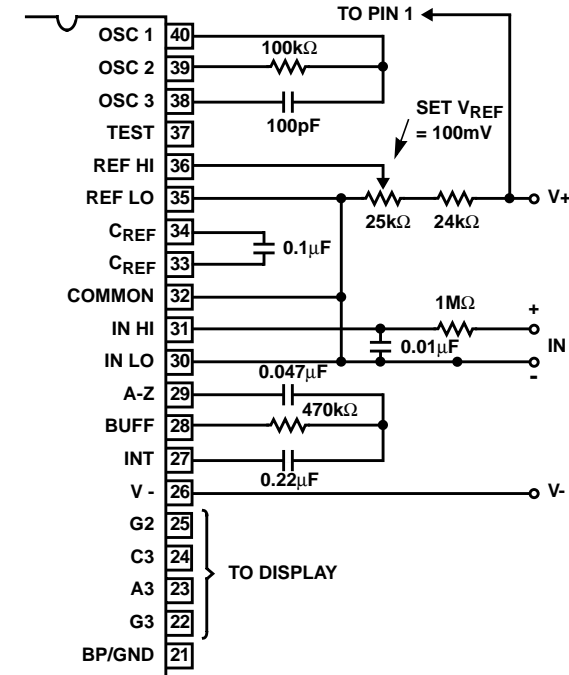 TO PIN 1
OSC 1 40
100kΩ
OSC 2 39
OSC 3 38
100pF
SET VREF
= 100mV
TEST 37
REF HI 36
REF LO 35
V+
25kΩ 24kΩ
CREF 34
0.1µF
CREF 33
COMMON 32
1MΩ
IN HI 31
+
0.01µF
IN
IN LO 30
-
0.047µF
A-Z 29
470kΩ
BUFF 28
INT 27
0.22µF
V - 26
V-
G2 25
C3 24
TO DISPLAY
A3 23
G3 22
BP/GND 21